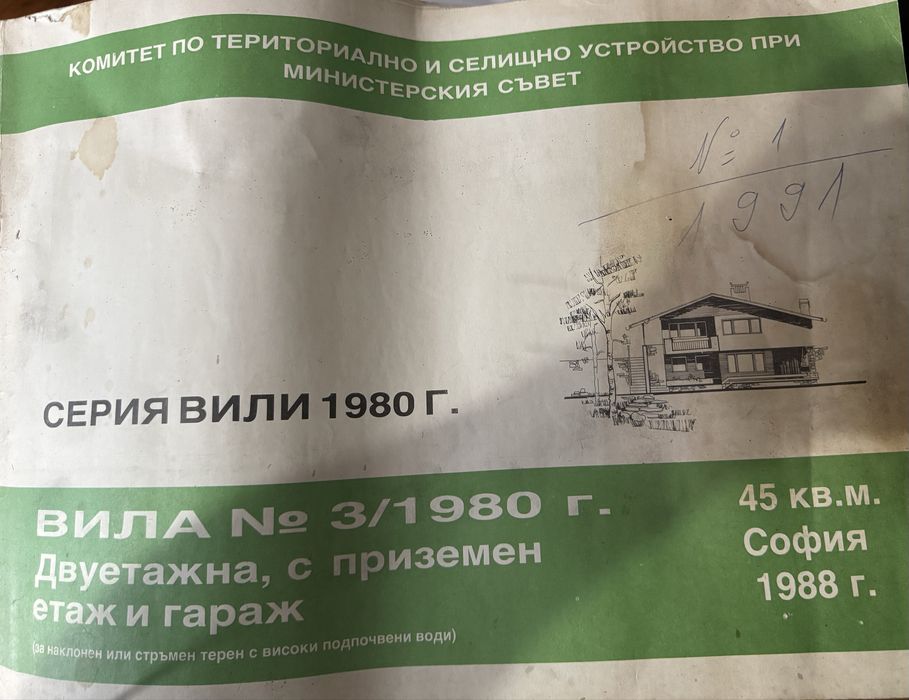 КОМИТЕТ ПО ТЕРИТОРИАЛНО И СЕЛИЩНО УСТРОЙСТВО ПРИ
МИНИСТЕРСКИЯ СЪВЕТ
№ 1
1991
СЕРИЯ ВИЛИ 1980 Г.
ВИЛА № 3/1980 г.
Двуетажна, с приземен
етаж и гараж
(за наклонен или стръмен терен с високи подпочвени води)
45 кв.м.
София
1988 г.